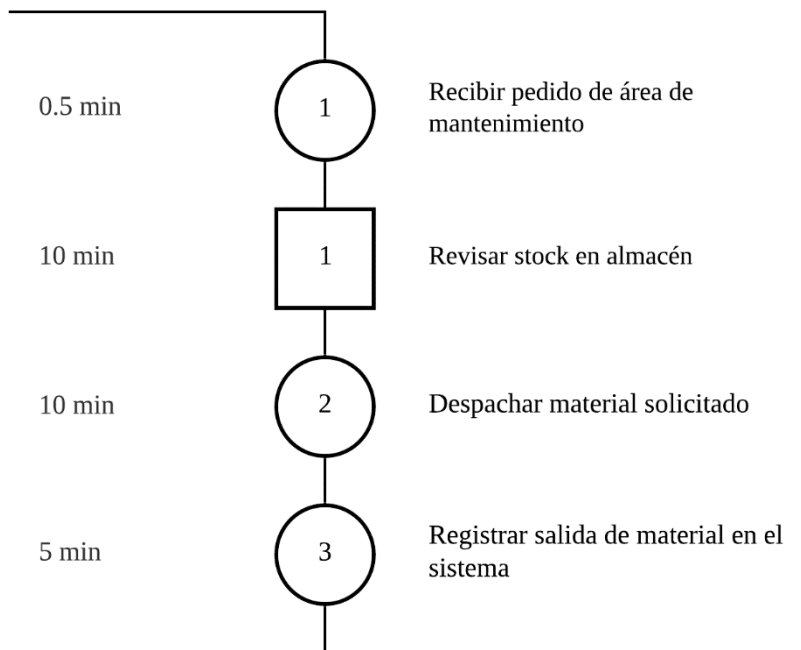 0.5 min
1
Recibir pedido de área de
mantenimiento
10 min
1
Revisar stock en almacén
10 min
2
Despachar material solicitado
5 min
3
Registrar salida de material en el
sistema